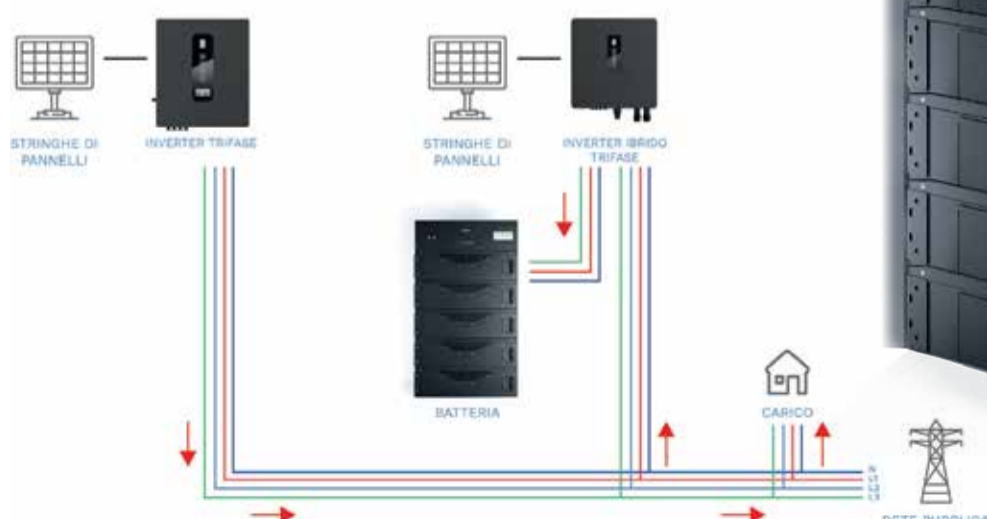 STRINGHE DI
PANNELLI
INVERTER TRIFASE
STRINGHE DI
PANNELLI
INVERTER IBRIDO
TRIFASE
BATTERIA
CARICO